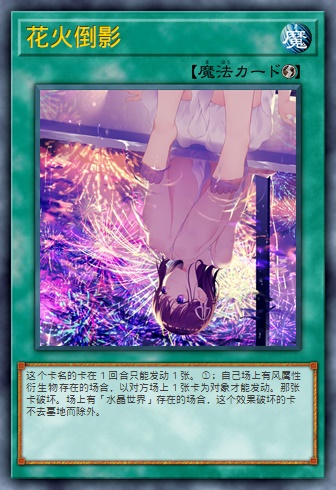 花火倒影
魔
【魔法カード】
这个卡名的卡在1回合只能发动1张。①：自己场上有风属性
衍生物存在的场合，以对方场上1张卡为对象才能发动。那张
卡破坏。场上有「水晶世界」存在的场合，这个效果破坏的卡
不去墓地而除外。